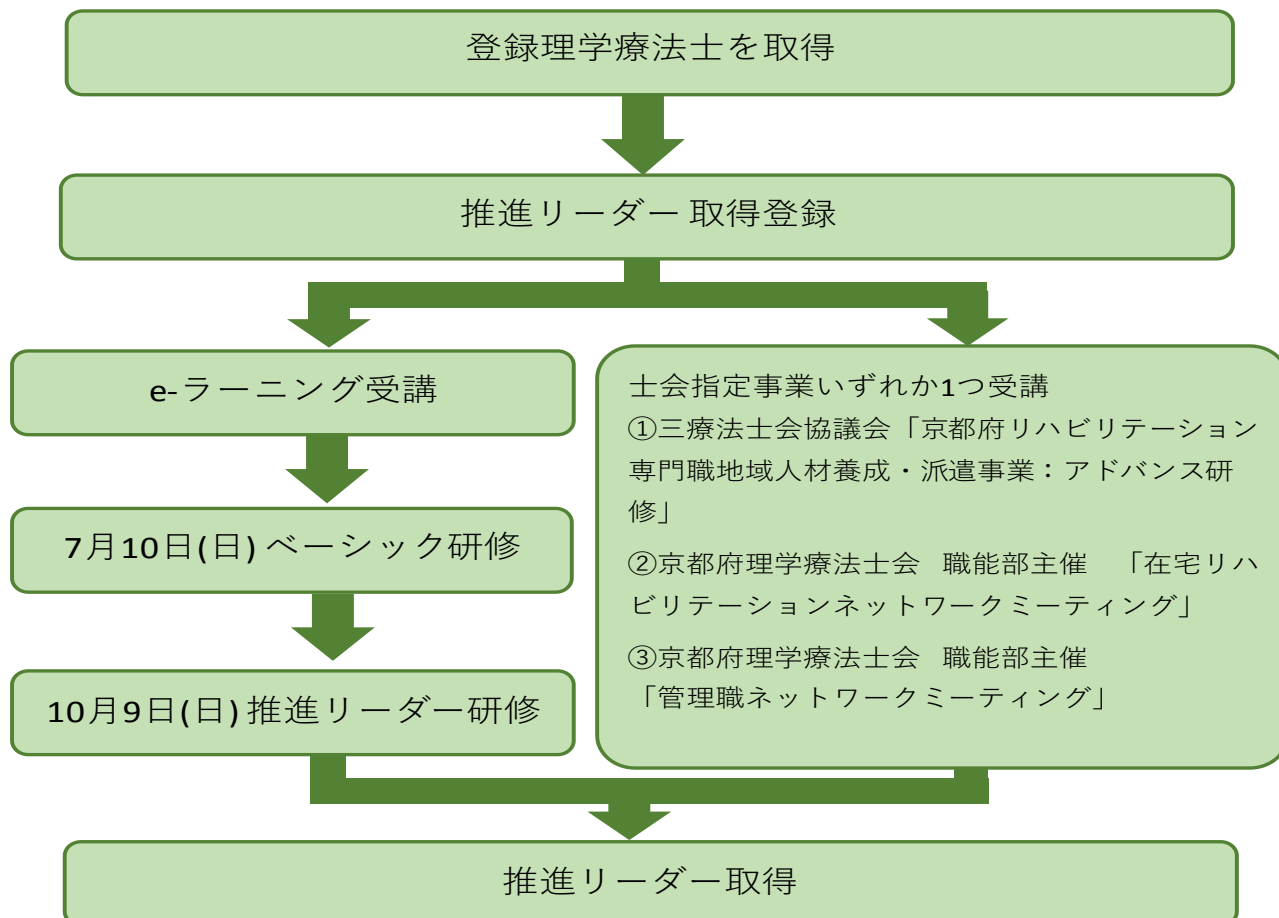 登録理学療法士を取得
推進リーダー 取得登録
e-ラーニング受講
7月10日(日) ベーシック研修
10月9日(日) 推進リーダー研修
士会指定事業いずれか1つ受講
①三療法士会協議会「京都府リハビリテーション
専門職地域人材養成・派遣事業：アドバンス研
修」
②京都府理学療法士会 職能部主催　「在宅リハ
ビリテーションネットワークミーティング」
③京都府理学療法士会 職能部主催
「管理職ネットワークミーティング」
推進リーダー取得